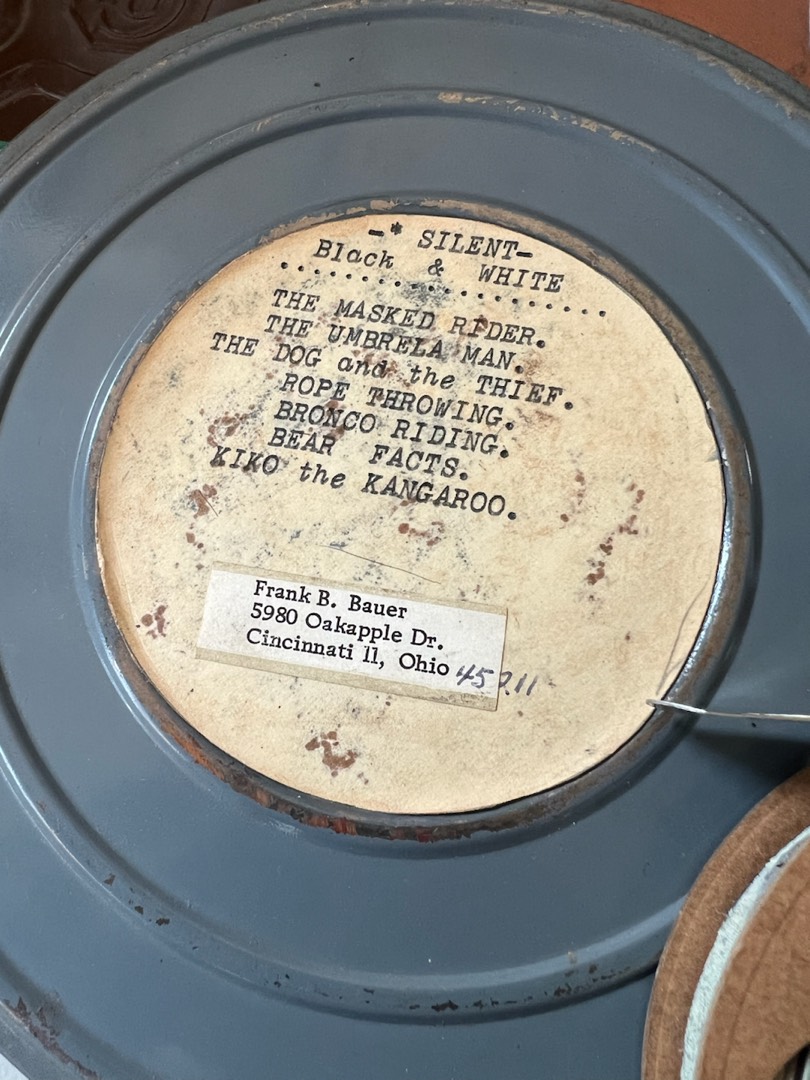 -* SILENT-
Black & WHITE
THE MASKED RIDER.
THE UMBRELA MAN.
THE DOG and the THIEF.
ROPE THROWING.
BRONCO RIDING.
BEAR FACTS.
KIKO the KANGAROO.
Frank B. Bauer
5980 Oakapple Dr.
Cincinnati 11, Ohio 45211